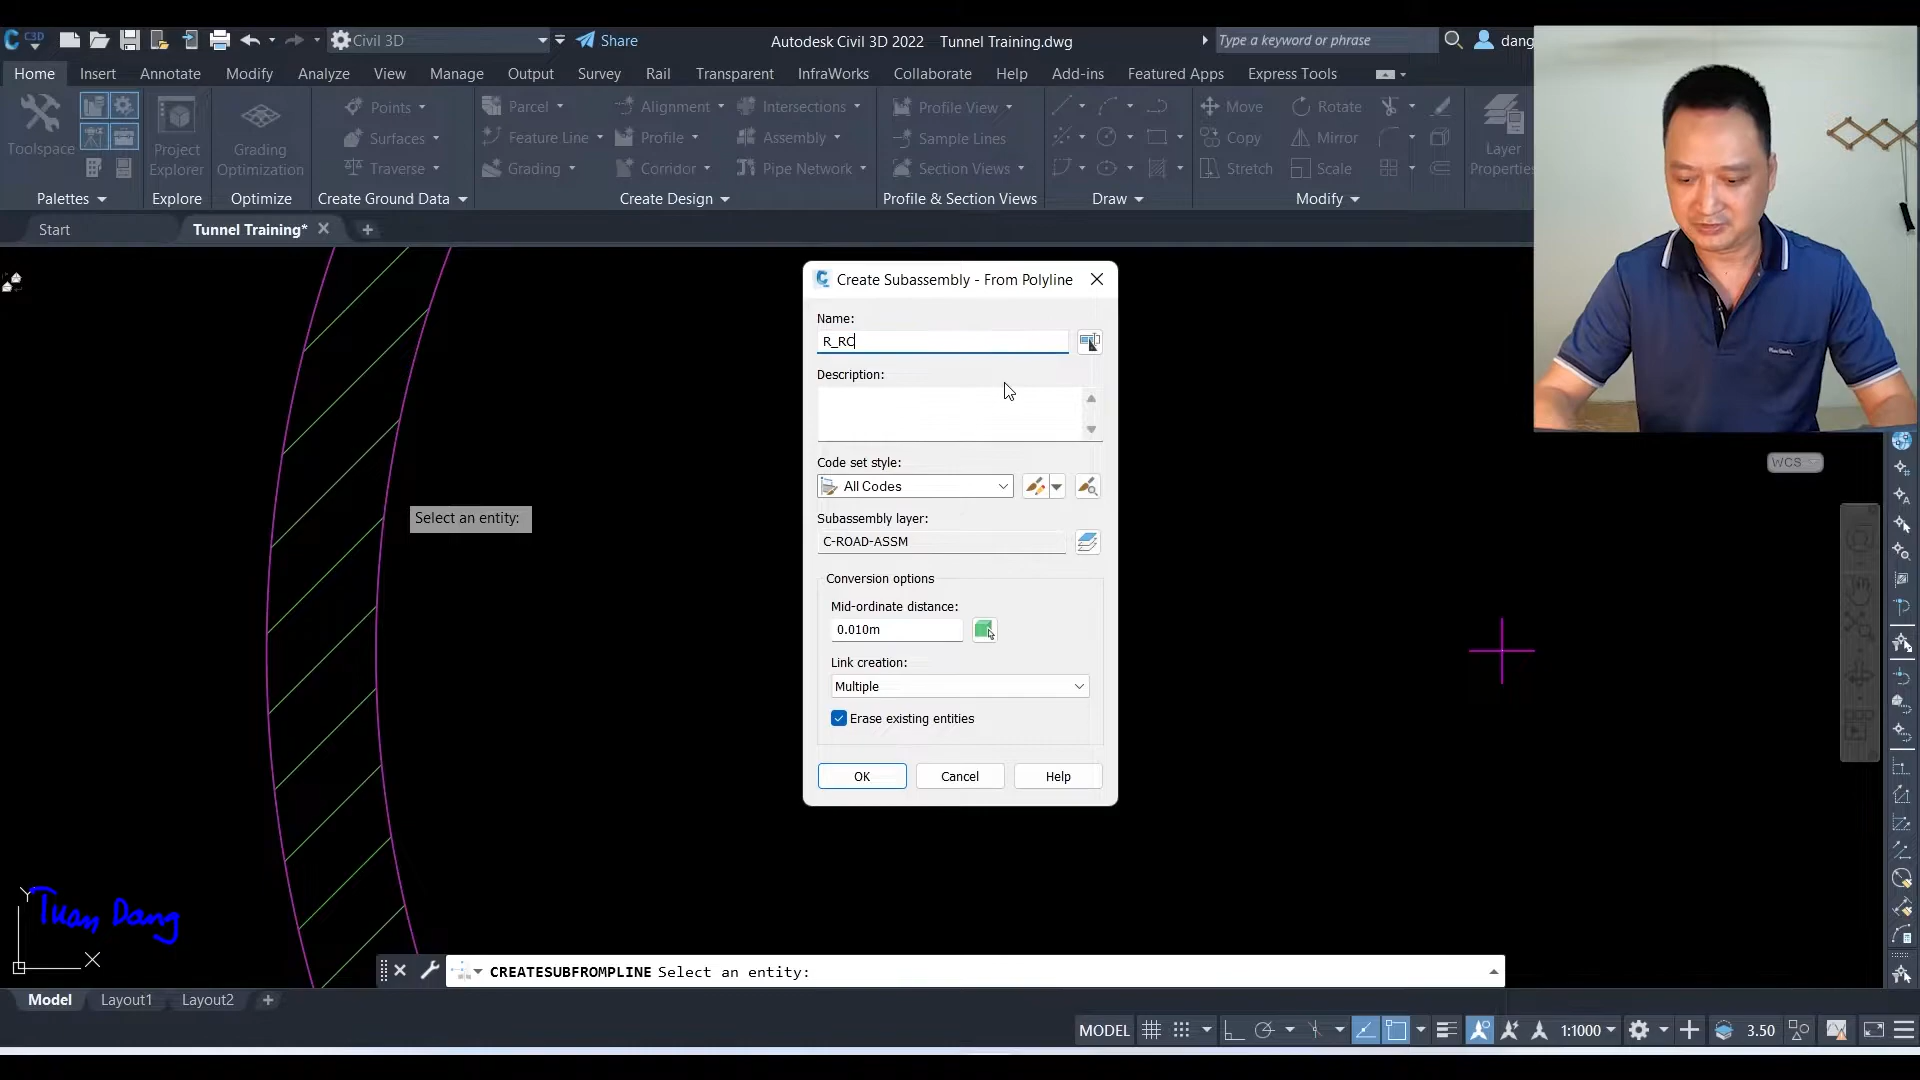 C3D
Civil 3D
Share
Autodesk Civil 3D 2022 Tunnel Training.dwg
Type a keyword or phrase
dang
Home Insert Annotate Modify Analyze View Manage Output Survey Rail Transparent InfraWorks Collaborate Help Add-ins Featured Apps Express Tools
Toolspace
Project Explorer
Grading Optimization
Points
Surfaces
Traverse
Parcel
Feature Line
Grading
Alignment
Profile
Corridor
Intersections
Assembly
Pipe Network
Profile View
Sample Lines
Section Views
Move
Copy
Stretch
Rotate
Mirror
Scale
Layer
Properties
Palettes Explore Optimize Create Ground Data Create Design Profile & Section Views Draw Modify
Start Tunnel Training*
Create Subassembly - From Polyline
Name:
R_RC
Description:
Code set style:
All Codes
Subassembly layer:
C-ROAD-ASSM
Conversion options
Mid-ordinate distance:
0.010m
Link creation:
Multiple
Erase existing entities
OK Cancel Help
Select an entity:
WCS
Tuan Dang
Y
X
CREATESUBFROMPLINE Select an entity:
Model Layout1 Layout2
MODEL 1:1000 3.50